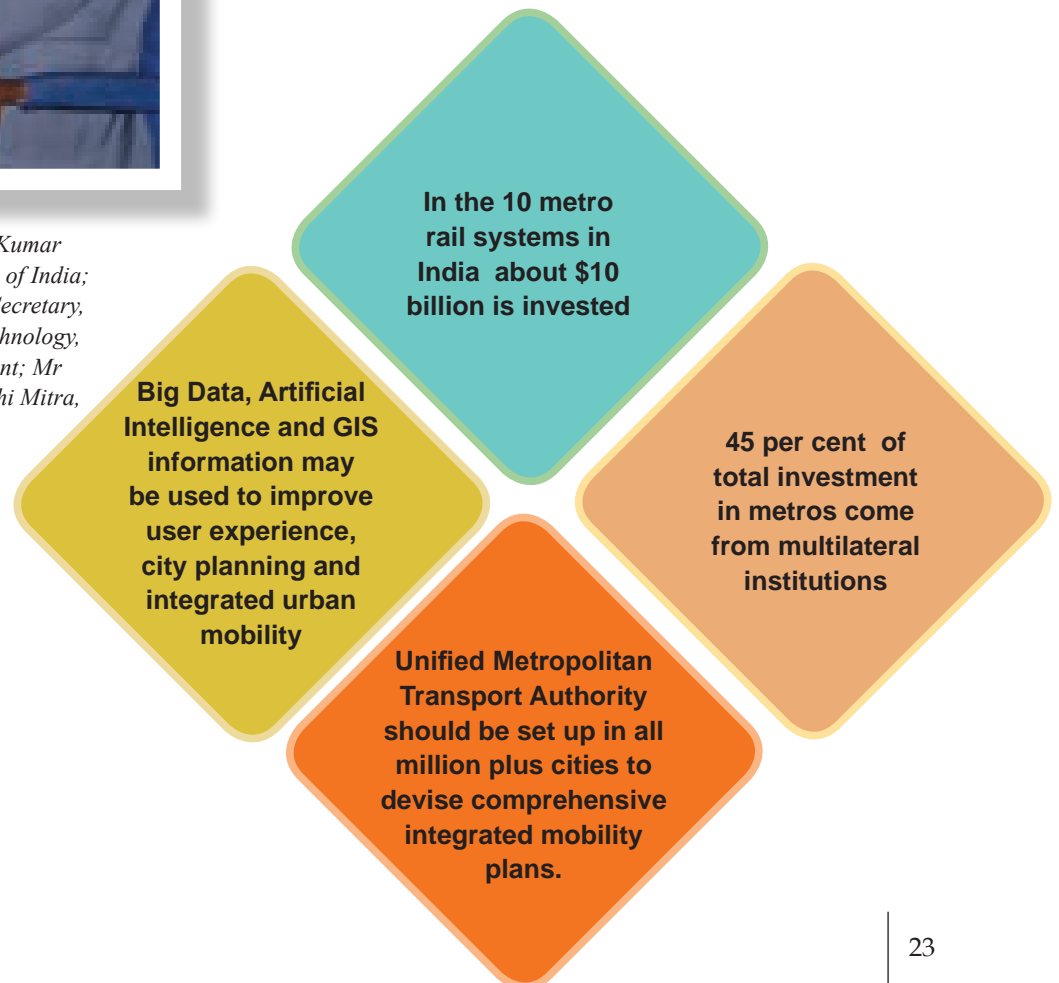 Kumar
of India;
ecretary,
hnology,
nt; Mr
hi Mitra,
In the 10 metro
rail systems in
India about $10
billion is invested
Big Data, Artificial
Intelligence and GIS
information may
be used to improve
user experience,
city planning and
integrated urban
mobility
45 per cent of
total investment
in metros come
from multilateral
institutions
Unified Metropolitan
Transport Authority
should be set up in all
million plus cities to
devise comprehensive
integrated mobility
plans.
23